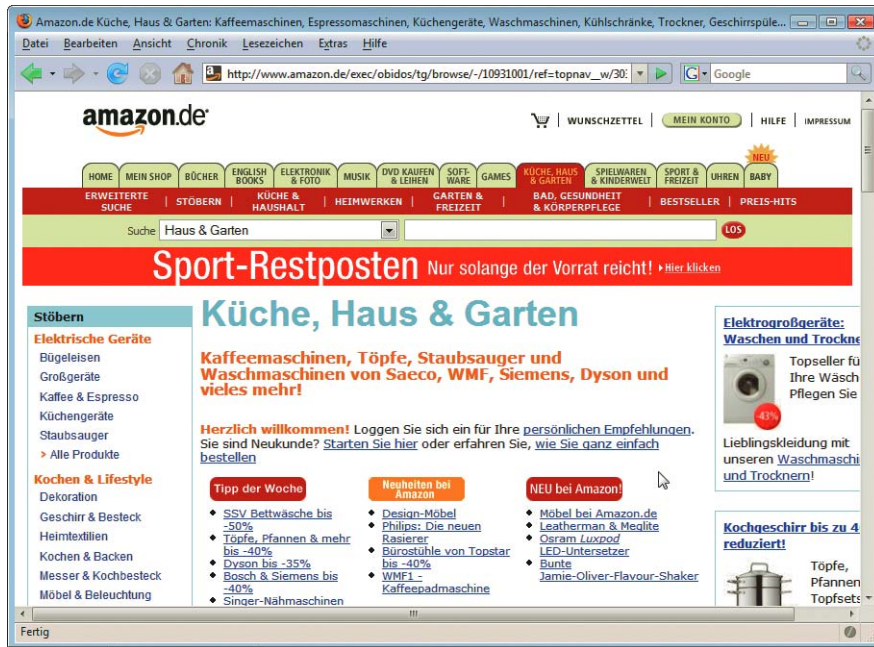 Amazon.de Küche, Haus & Garten: Kaffeemaschinen, Espressomaschinen, Küchengeräte, Waschmaschinen, Kühlschränke, Trockner, Geschirrspüle...
Datei Bearbeiten Ansicht Chronik Lesezeichen Extras Hilfe
http://www.amazon.de/exec/obidos/tg/browse/-/10931001/ref=topnav__w/30 Google
amazon.de
WUNSCHZETTEL | MEIN KONTO | HILFE | IMPRESSUM
NEU
HOME MEIN SHOP BÜCHER ENGLISH BOOKS ELEKTRONIK & FOTO MUSIK DVD KAUFEN & LEIHEN SOFT-WARE GAMES KÜCHE, HAUS & GARTEN SPIELWAREN & KINDERWELT SPORT & FREIZEIT UHREN BABY
ERWEITERTE SUCHE | STÖBERN | KÜCHE & HAUSHALT | HEIMWERKEN | GARTEN & FREIZEIT | BAD, GESUNDHEIT & KÖRPERPFLEGE | BESTSELLER | PREIS-HITS
Suche Haus & Garten LOS
Sport-Restposten Nur solange der Vorrat reicht! Hier klicken
Stöbern
Elektrische Geräte
Bügeleisen
Großgeräte
Kaffee & Espresso
Küchengeräte
Staubsauger
> Alle Produkte
Kochen & Lifestyle
Dekoration
Geschirr & Besteck
Heimtextilien
Kochen & Backen
Messer & Kochbesteck
Möbel & Beleuchtung
Küche, Haus & Garten
Kaffeemaschinen, Töpfe, Staubsauger und
Waschmaschinen von Saeco, WMF, Siemens, Dyson und
vieles mehr!
Herzlich willkommen! Loggen Sie sich ein für Ihre persönlichen Empfehlungen.
Sie sind Neukunde? Starten Sie hier oder erfahren Sie, wie Sie ganz einfach
bestellen
Tipp der Woche
SSV Bettwäsche bis
-50%
Töpfe, Pfannen & mehr
bis -40%
Dyson bis -35%
Bosch & Siemens bis
-40%
Singer-Nähmaschinen
Neuheiten bei
Amazon
Design-Möbel
Philips: Die neuen
Rasierer
Bürostühle von Topstar
bis -40%
WMF1 -
Kaffeepadmaschine
NEU bei Amazon!
Möbel bei Amazon.de
Leatherman & Maglite
Osram Luxpod
LED-Untersetzer
Bunte
Jamie-Oliver-Flavour-Shaker
Elektrogroßgeräte:
Waschen und Trockne
Topseller fü
Ihre Wäsch
Pflegen Sie
-43%
Lieblingskleidung mit
unseren Waschmaschi
und Trocknern!
Kochgeschirr bis zu 4
reduziert!
Töpfe,
Pfannen
Topfsets
Fertig